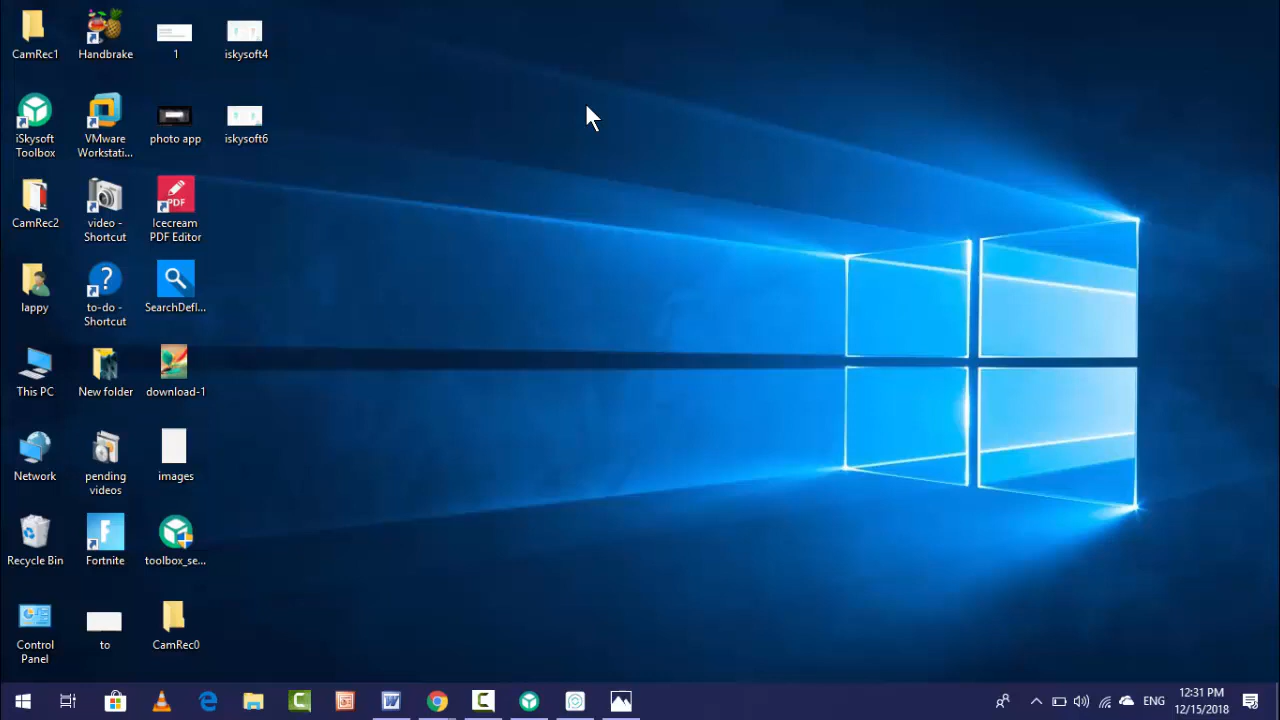 CamRec1
Handbrake
1
iskysoft4
iSkysoft
Toolbox
VMware
Workstati...
photo app
iskysoft6
CamRec2
video -
Shortcut
PDF
Icecream
PDF Editor
lappy
to-do -
Shortcut
SearchDefl...
This PC
New folder
download-1
Network
pending
videos
images
Recycle Bin
Fortnite
toolbox_se...
Control
Panel
to
CamRec0
ENG
12:31 PM
12/15/2018